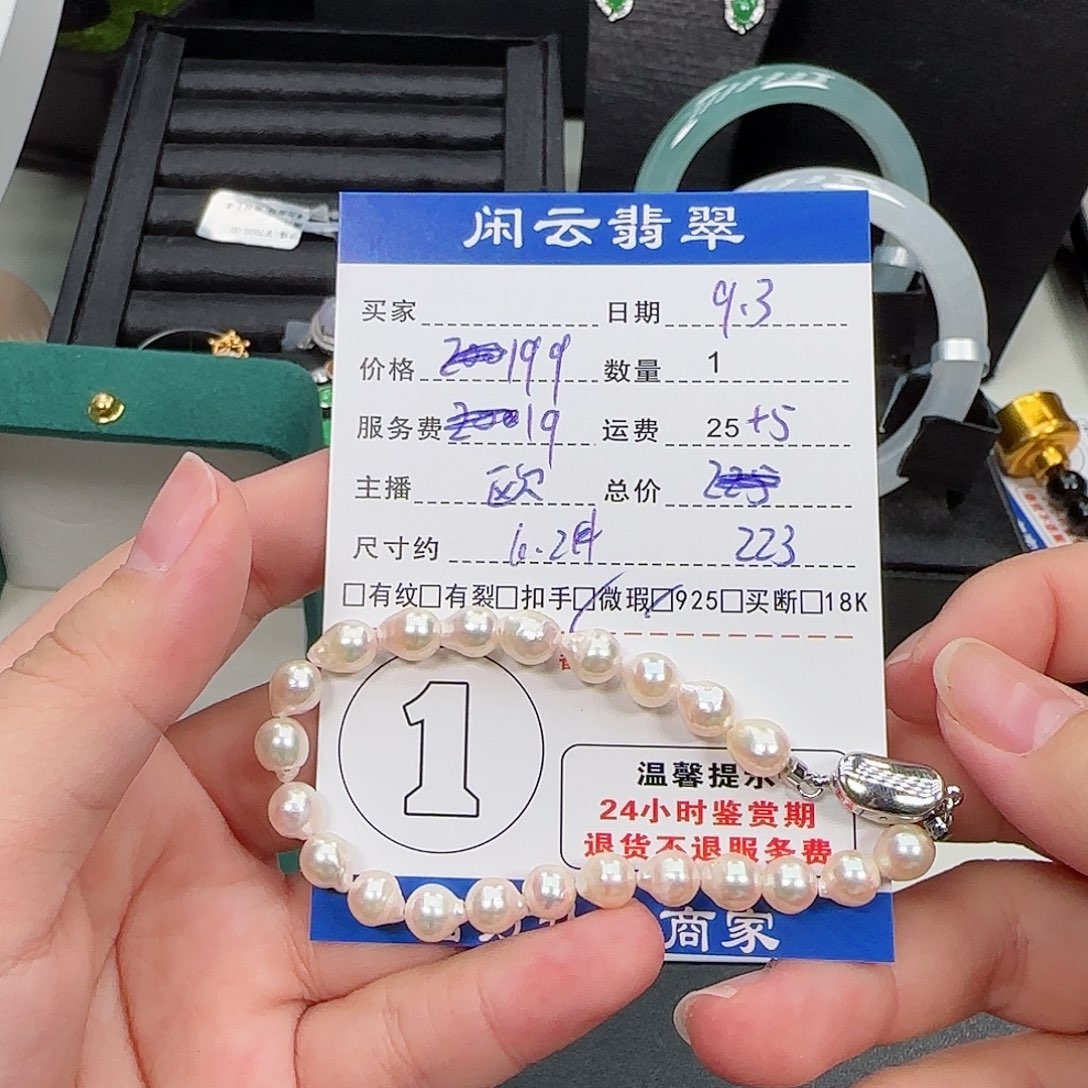 闲云翡翠
买家 日期 9.3
价格 199 数量 1
服务费 19 运费 25+5
主播 欧 总价 225
尺寸约 223
□有纹□有裂□扣手□微瑕□925□买断□18K
1
温馨提示
24小时鉴赏期
退货不退服务费
商家